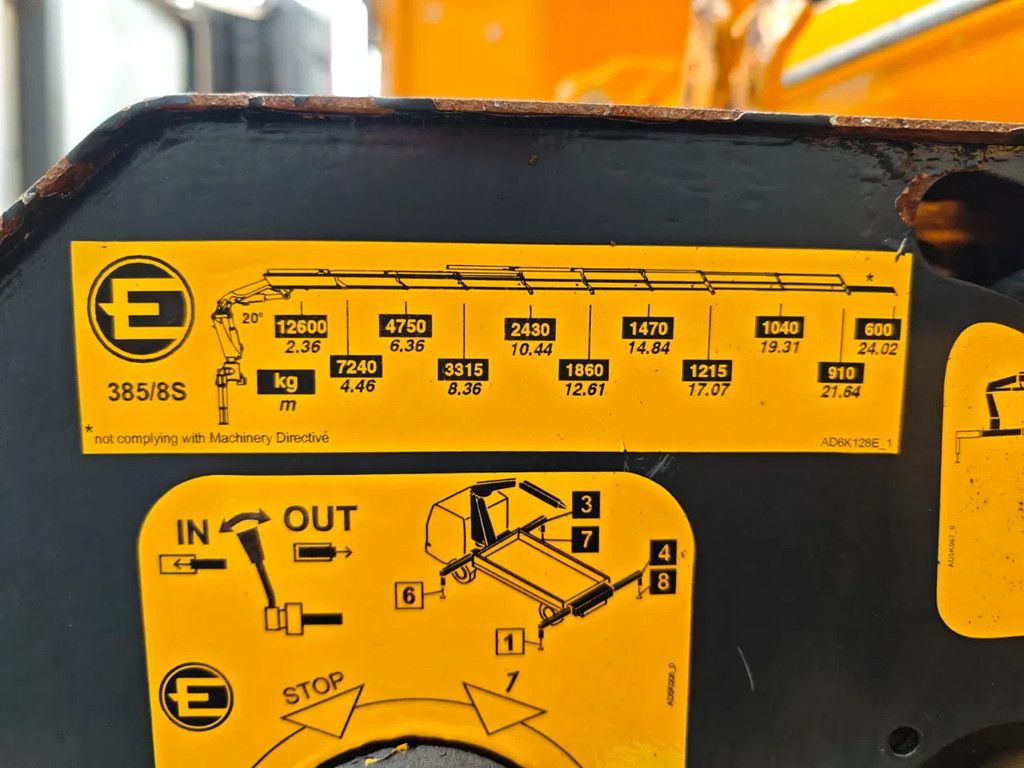 E
385/8S
20°
12600 4750 2430 1470 1040 600
2.36 6.36 10.44 14.84 19.31 24.02
7240 3315 1860 1215 910
4.46 8.36 12.61 17.07 21.64
kg
m
*
* not complying with Machinery Directive
AD6K128E_1
IN OUT
3
7
4
8
6
1
E
STOP 1